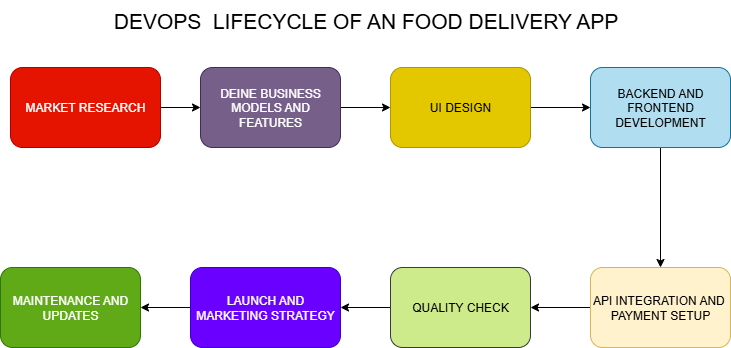 DEVOPS  LIFECYCLE OF AN FOOD DELIVERY APP
MARKET RESEARCH
DEINE BUSINESS
MODELS AND
FEATURES
UI DESIGN
BACKEND AND
FRONTEND
DEVELOPMENT
MAINTENANCE AND
UPDATES
LAUNCH AND
MARKETING STRATEGY
QUALITY CHECK
API INTEGRATION AND
PAYMENT SETUP